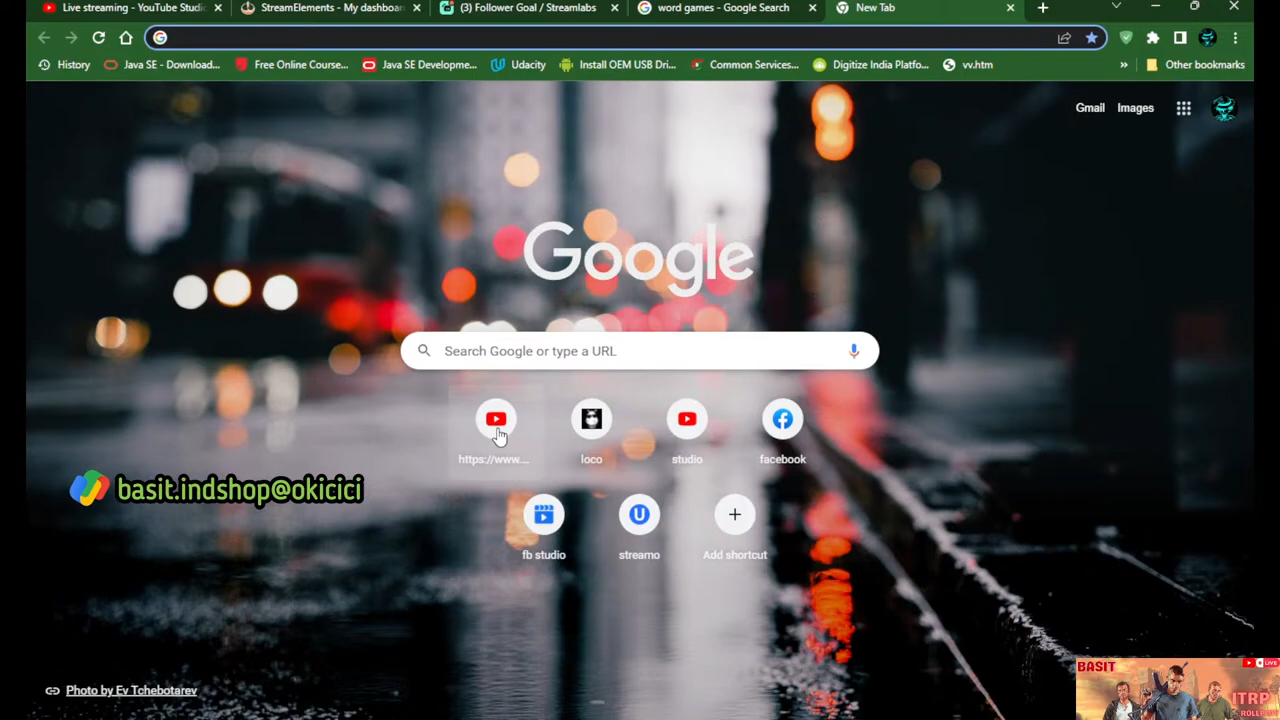 Live streaming - YouTube Studio
StreamElements - My dashboar
(3) Follower Goal / Streamlabs
word games - Google Search
New Tab
History
Java SE - Download...
Free Online Course...
Java SE Developme...
Udacity
Install OEM USB Dri...
Common Services...
Digitize India Platfo...
vv.htm
»
Other bookmarks
Gmail
Images
Google
Search Google or type a URL
https://www....
loco
studio
facebook
basit.indshop@okicici
fb studio
streamo
Add shortcut
Photo by Ev Tchebotarev
BASIT
LIVE
ITRP